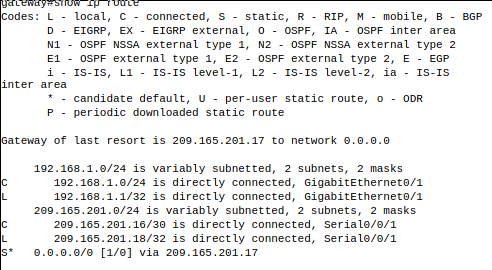 gateway#show ip route
Codes: L - local, C - connected, S - static, R - RIP, M - mobile, B - BGP
D - EIGRP, EX - EIGRP external, O - OSPF, IA - OSPF inter area
N1 - OSPF NSSA external type 1, N2 - OSPF NSSA external type 2
E1 - OSPF external type 1, E2 - OSPF external type 2, E - EGP
i - IS-IS, L1 - IS-IS level-1, L2 - IS-IS level-2, ia - IS-IS
inter area
* - candidate default, U - per-user static route, o - ODR
P - periodic downloaded static route
Gateway of last resort is 209.165.201.17 to network 0.0.0.0
192.168.1.0/24 is variably subnetted, 2 subnets, 2 masks
C 192.168.1.0/24 is directly connected, GigabitEthernet0/1
L 192.168.1.1/32 is directly connected, GigabitEthernet0/1
209.165.201.0/24 is variably subnetted, 2 subnets, 2 masks
C 209.165.201.16/30 is directly connected, Serial0/0/1
L 209.165.201.18/32 is directly connected, Serial0/0/1
S* 0.0.0.0/0 [1/0] via 209.165.201.17